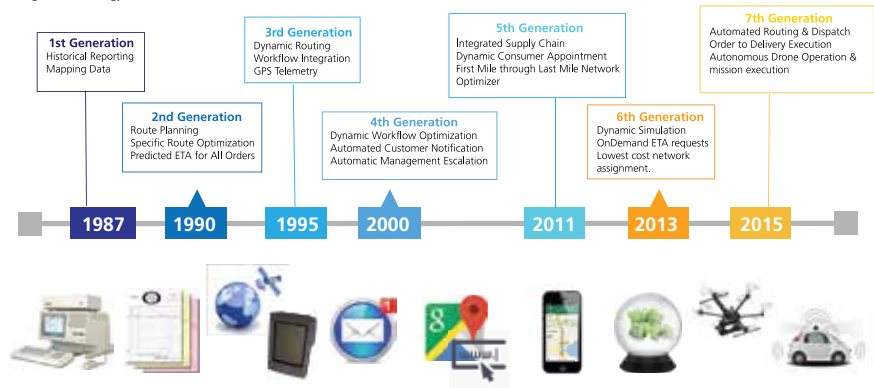 1st Generation
Historical Reporting
Mapping Data
2nd Generation
Route Planning
Specific Route Optimization
Predicted ETA for All Orders
3rd Generation
Dynamic Routing
Workflow Integration
GPS Telemetry
4th Generation
Dynamic Workflow Optimization
Automated Customer Notification
Automatic Management Escalation
5th Generation
Integrated Supply Chain
Dynamic Consumer Appointment
First Mile through Last Mile Network
Optimizer
6th Generation
Dynamic Simulation
OnDemand ETA requests
Lowest cost network
assignment.
7th Generation
Automated Routing & Dispatch
Order to Delivery Execution
Autonomous Drone Operation &
mission execution
1987
1990
1995
2000
2011
2013
2015
1
8
www.